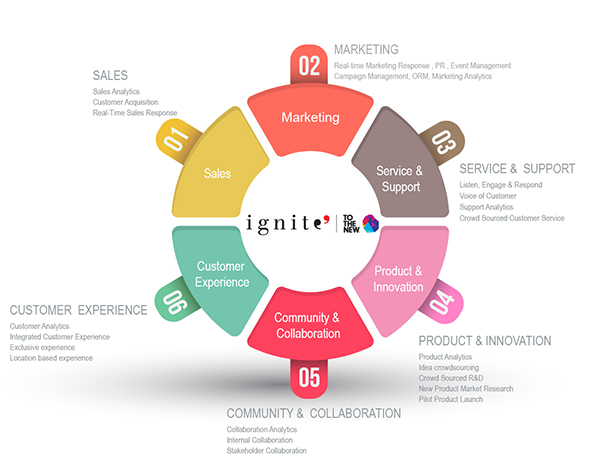 02
MARKETING
Real-time Marketing Response , PR , Event Management
Campaign Management, ORM, Marketing Analytics
SALES
Sales Analytics
Customer Acquisition
Real-Time Sales Response
01
Marketing
03
Sales
Service &
Support
SERVICE & SUPPORT
Listen, Engage & Respond
Voice of Customer
Support Analytics
Crowd Sourced Customer Service
ignite
TO
THE
NEW
Customer
Experience
Product &
Innovation
06
04
CUSTOMER EXPERIENCE
Customer Analytics
Integrated Customer Experience
Exclusive experience
Location based experience
Community &
Collaboration
PRODUCT & INNOVATION
Product Analytics
Idea crowdsourcing
Crowd Sourced R&D
New Product Market Research
Pilot Product Launch
05
COMMUNITY & COLLABORATION
Collaboration Analytics
Internal Collaboration
Stakeholder Collaboration